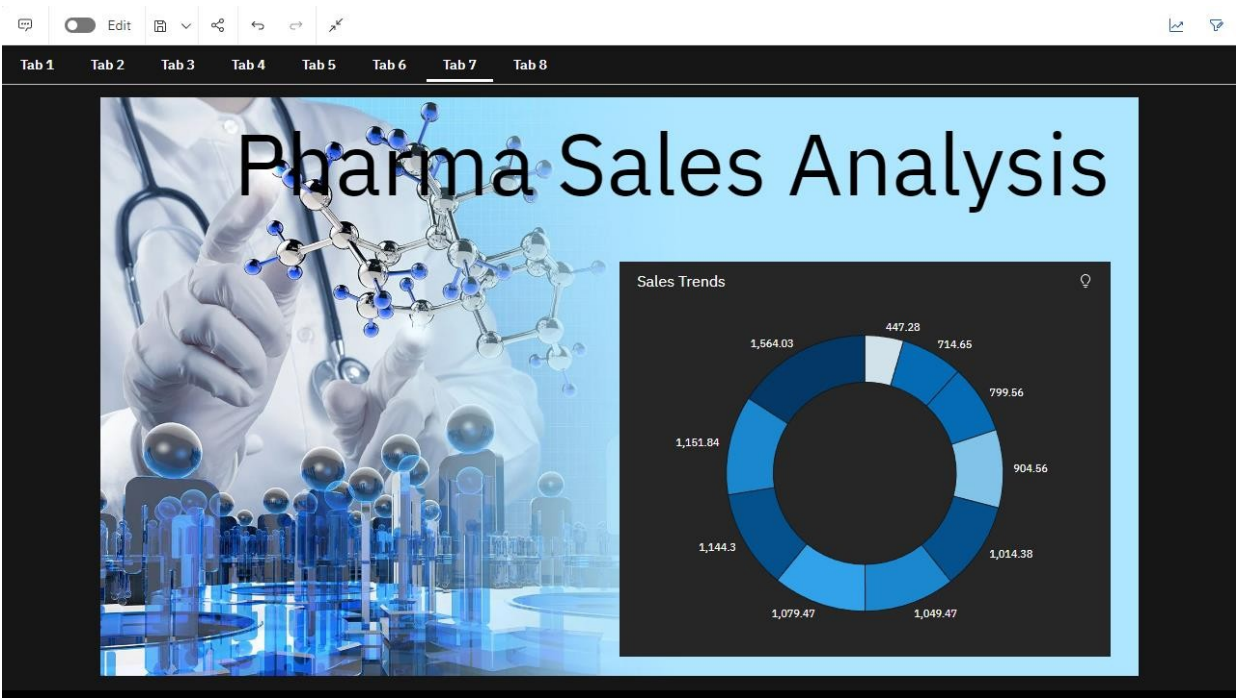 Edit
Tab 1 Tab 2 Tab 3 Tab 4 Tab 5 Tab 6 Tab 7 Tab 8
Pharma Sales Analysis
Sales Trends
447.28
1,564.03
714.65
799.56
1,151.84
904.56
1,144.3
1,014.38
1,079.47
1,049.47